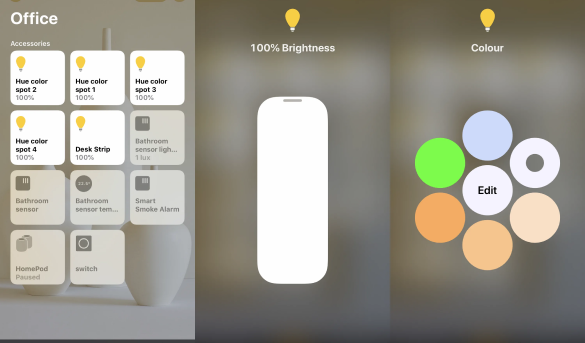 Office
Accessories
Hue color
spot 2
100%
Hue color
spot 1
100%
Hue color
spot 3
100%
Hue color
spot 4
100%
Desk Strip
100%
Bathroom
sensor ligh...
1 lux
Bathroom
sensor
Bathroom
sensor tem...
Smart
Smoke Alarm
HomePod
Paused
switch
100% Brightness
Colour
Edit